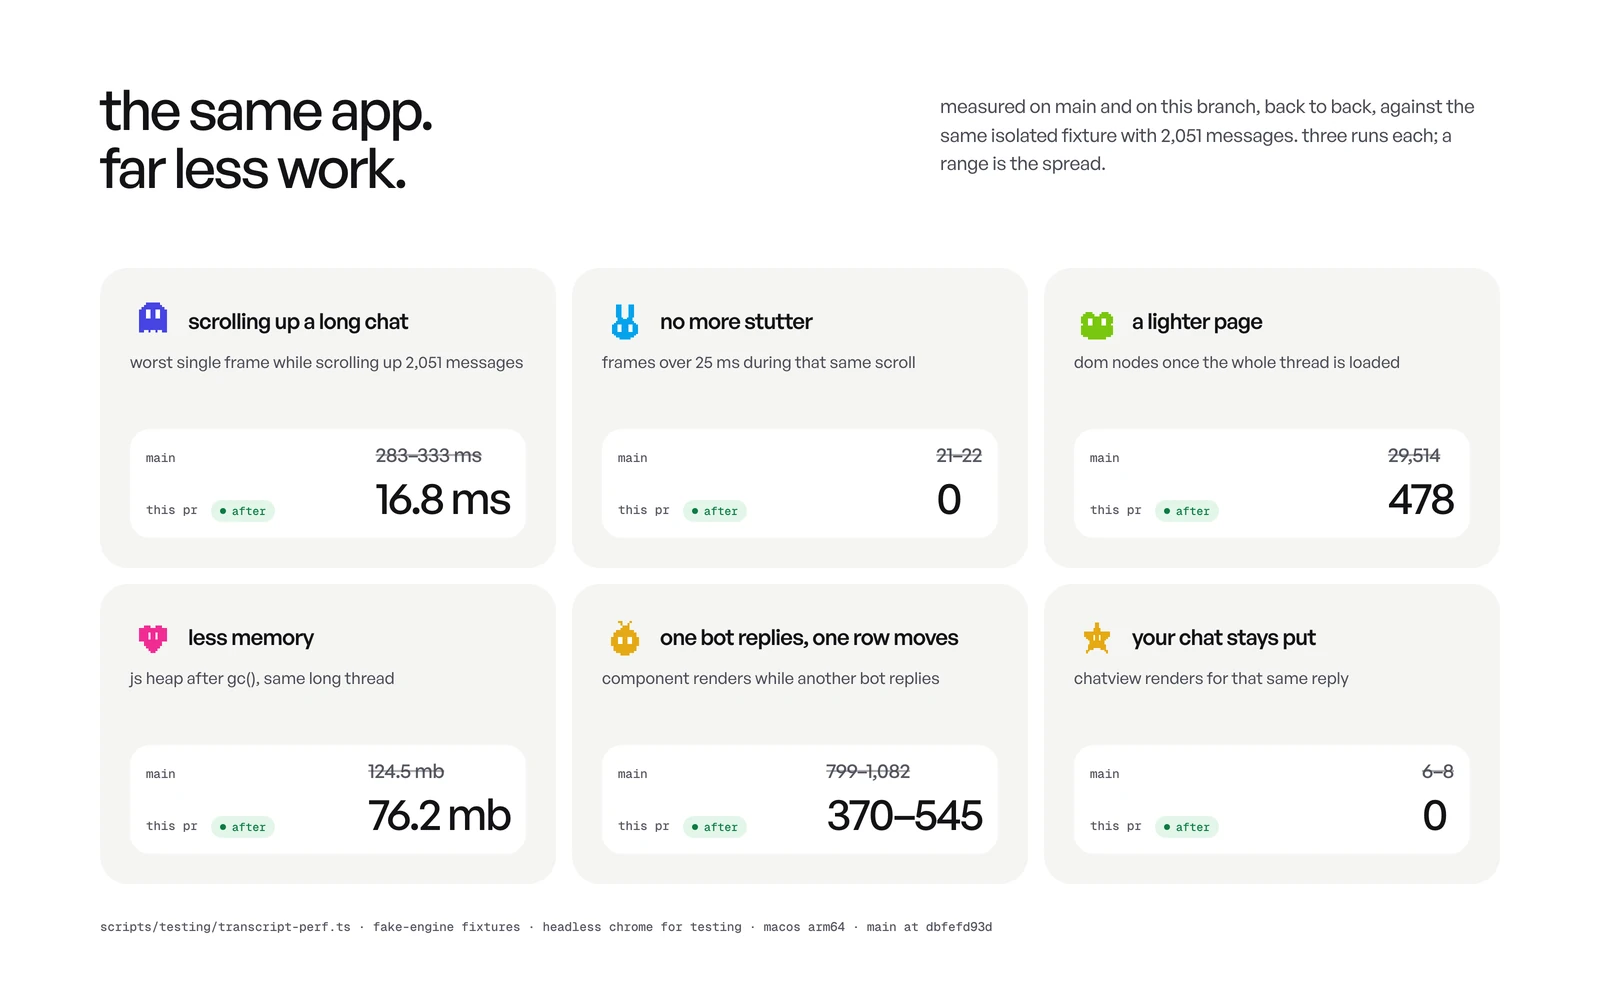 the same app.
far less work.
measured on main and on this branch, back to back, against the
same isolated fixture with 2,051 messages. three runs each; a
range is the spread.
scrolling up a long chat
worst single frame while scrolling up 2,051 messages
main 283–333 ms
this pr • after 16.8 ms
no more stutter
frames over 25 ms during that same scroll
main 21–22
this pr • after 0
a lighter page
dom nodes once the whole thread is loaded
main 29,514
this pr • after 478
less memory
js heap after gc(), same long thread
main 124.5 mb
this pr • after 76.2 mb
one bot replies, one row moves
component renders while another bot replies
main 799–1,082
this pr • after 370–545
your chat stays put
chatview renders for that same reply
main 6–8
this pr • after 0
scripts/testing/transcript-perf.ts · fake-engine fixtures · headless chrome for testing · macos arm64 · main at dbfefd93d